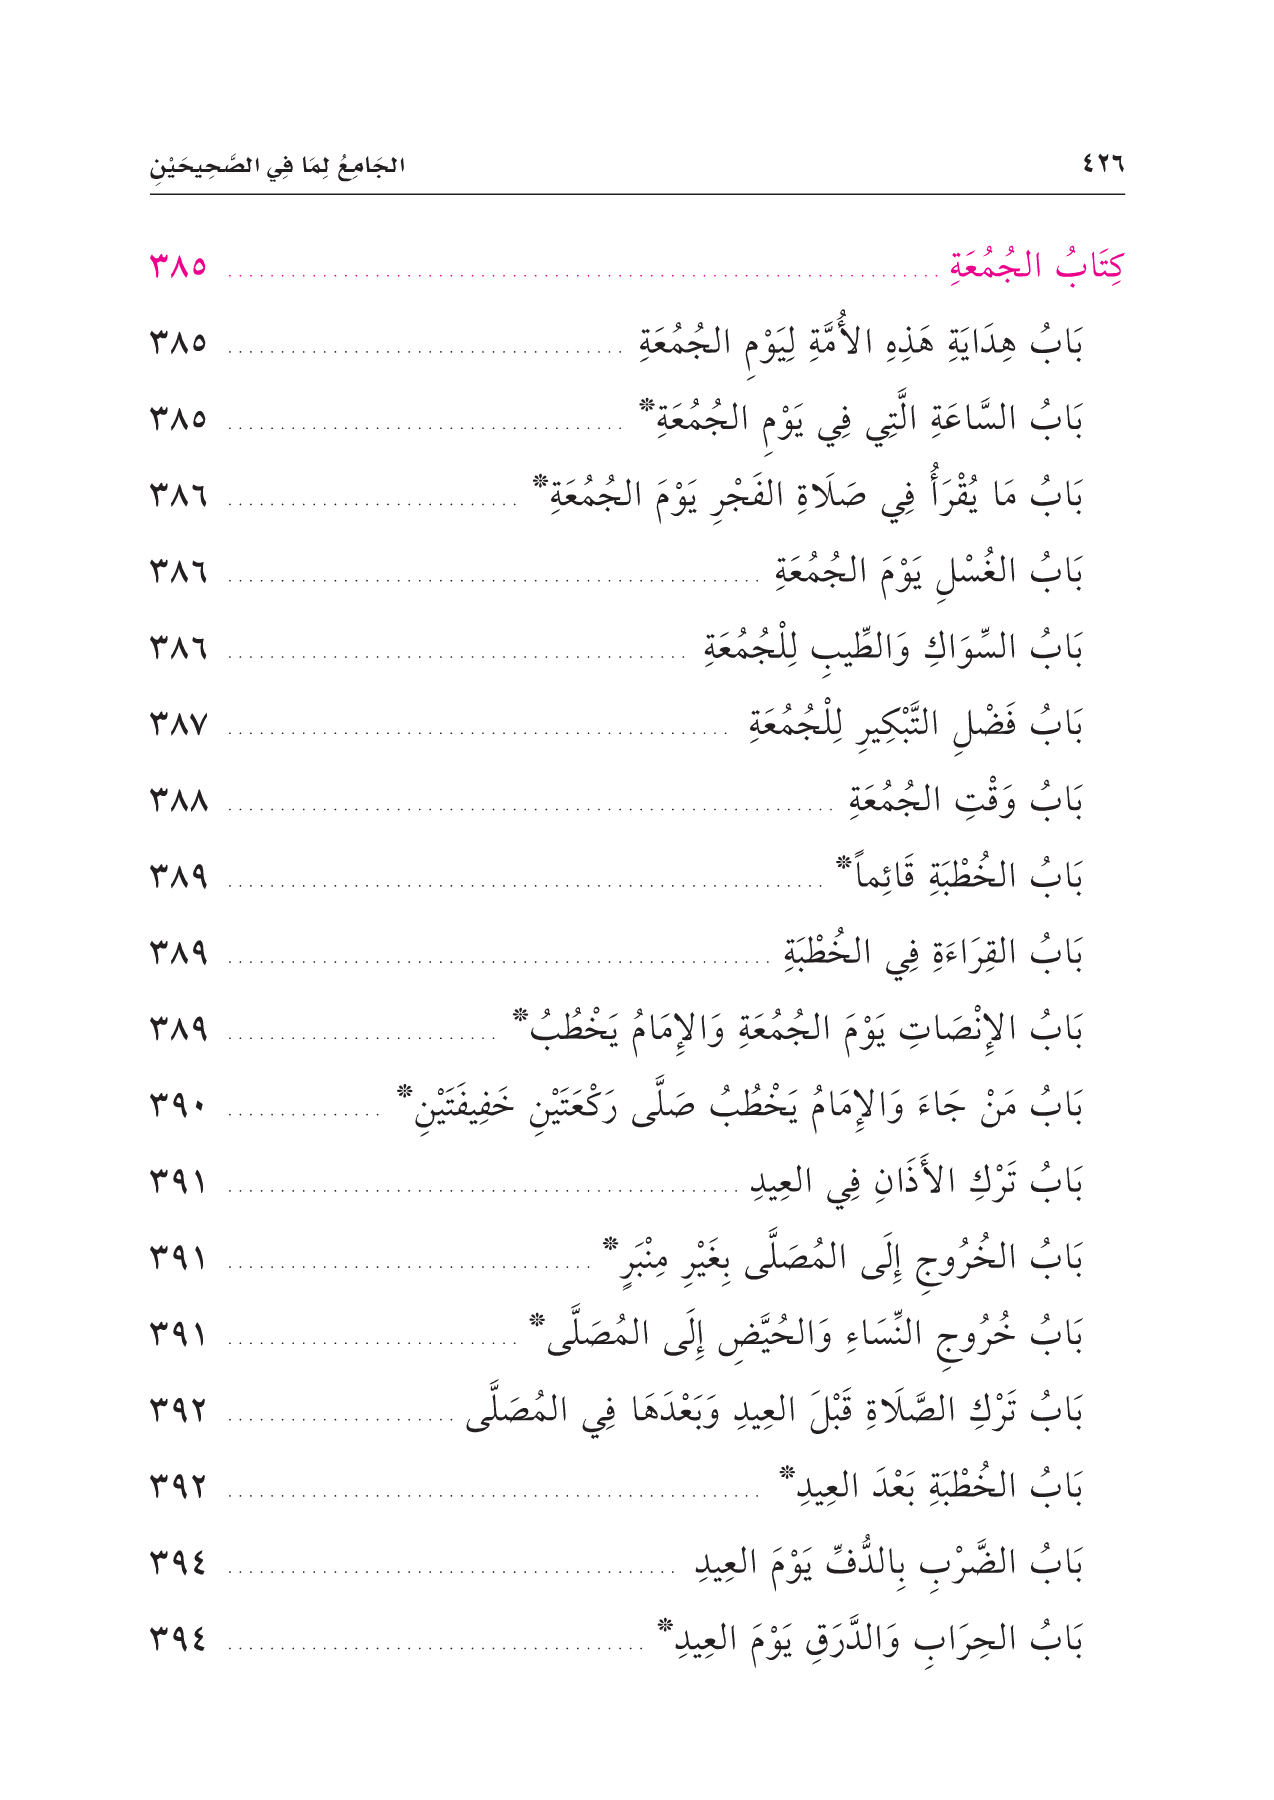 ٤٢٦ الجَامِعُ لِمَا فِي الصَّحِيحَيْنِ
كِتَابُ الجُمُعَةِ ................................ ٣٨٥
بَابُ هِدَايَةِ هَذِهِ الأُمَّةِ لِيَوْمِ الجُمُعَةِ ................................ ٣٨٥
بَابُ السَّاعَةِ الَّتِي فِي يَوْمِ الجُمُعَةِ* ................................ ٣٨٥
بَابُ مَا يُقْرَأُ فِي صَلَاةِ الفَجْرِ يَوْمَ الجُمُعَةِ* ................................ ٣٨٦
بَابُ الغُسْلِ يَوْمَ الجُمُعَةِ ................................ ٣٨٦
بَابُ السِّوَاكِ وَالطِّيبِ لِلْجُمُعَةِ ................................ ٣٨٦
بَابُ فَضْلِ التَّبْكِيرِ لِلْجُمُعَةِ ................................ ٣٨٧
بَابُ وَقْتِ الجُمُعَةِ ................................ ٣٨٨
بَابُ الخُطْبَةِ قَائِماً* ................................ ٣٨٩
بَابُ القِرَاءَةِ فِي الخُطْبَةِ ................................ ٣٨٩
بَابُ الإِنْصَاتِ يَوْمَ الجُمُعَةِ وَالإِمَامُ يَخْطُبُ* ................................ ٣٨٩
بَابُ مَنْ جَاءَ وَالإِمَامُ يَخْطُبُ صَلَّى رَكْعَتَيْنِ خَفِيفَتَيْنِ* ................ ٣٩٠
بَابُ تَرْكِ الأَذَانِ فِي العِيدِ ................................ ٣٩١
بَابُ الخُرُوجِ إِلَى المُصَلَّى بِغَيْرِ مِنْبَرٍ* ................................ ٣٩١
بَابُ خُرُوجِ النِّسَاءِ وَالحُيَّضِ إِلَى المُصَلَّى* ................................ ٣٩١
بَابُ تَرْكِ الصَّلَاةِ قَبْلَ العِيدِ وَبَعْدَهَا فِي المُصَلَّى ................ ٣٩٢
بَابُ الخُطْبَةِ بَعْدَ العِيدِ* ................................ ٣٩٢
بَابُ الضَّرْبِ بِالدُّفِّ يَوْمَ العِيدِ ................................ ٣٩٤
بَابُ الحِرَابِ وَالدَّرَقِ يَوْمَ العِيدِ* ................................ ٣٩٤